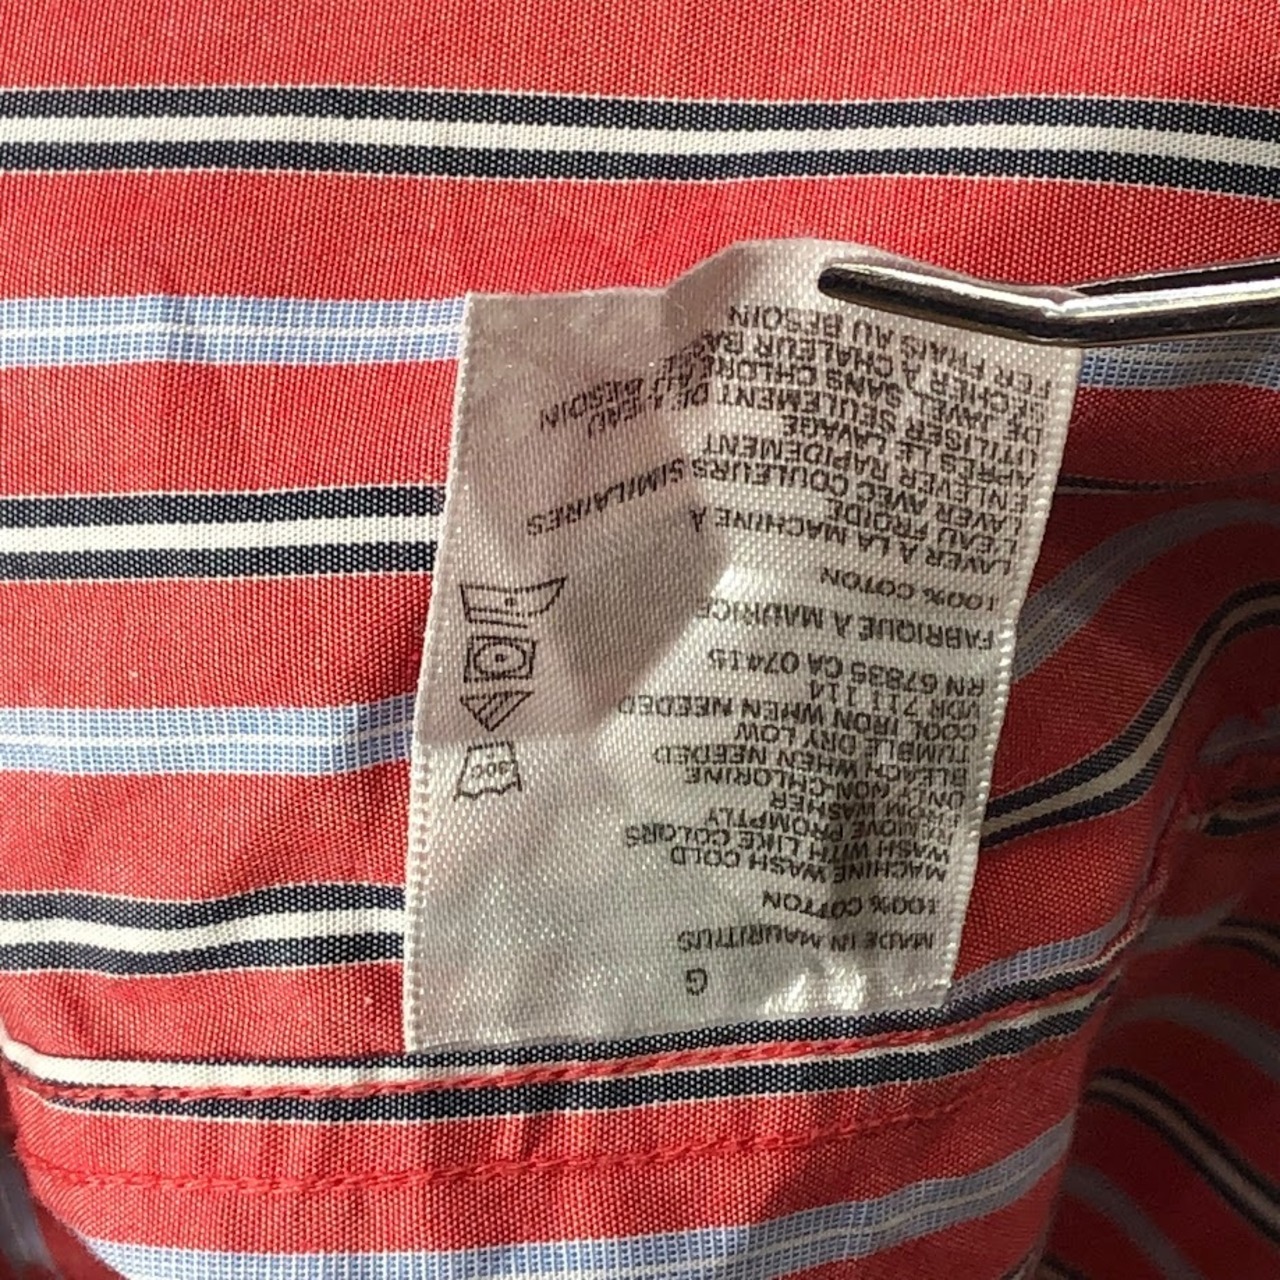 G
MADE IN MAURITIUS
100% COTTON
MACHINE WASH COLD
WASH WITH LIKE COLORS
REMOVE PROMPTLY
FROM WASHER
ONLY NON-CHLORINE
BLEACH WHEN NEEDED
TUMBLE DRY LOW
COOL IRON WHEN NEEDED
VDR 711 114
RN 67835 CA 07415
FABRIQUÉ À MAURICE
100% COTON
LAVER À LA MACHINE À
L'EAU FROIDE
LAVER AVEC COULEURS SIMILAIRES
ENLEVER RAPIDEMENT
APRÈS LE LAVAGE
UTILISER SEULEMENT DE L'EAU
DE JAVEL SANS CHLORE AU BESOIN
SÉCHER À CHALEUR
FER FRAIS AU BESOIN
30C